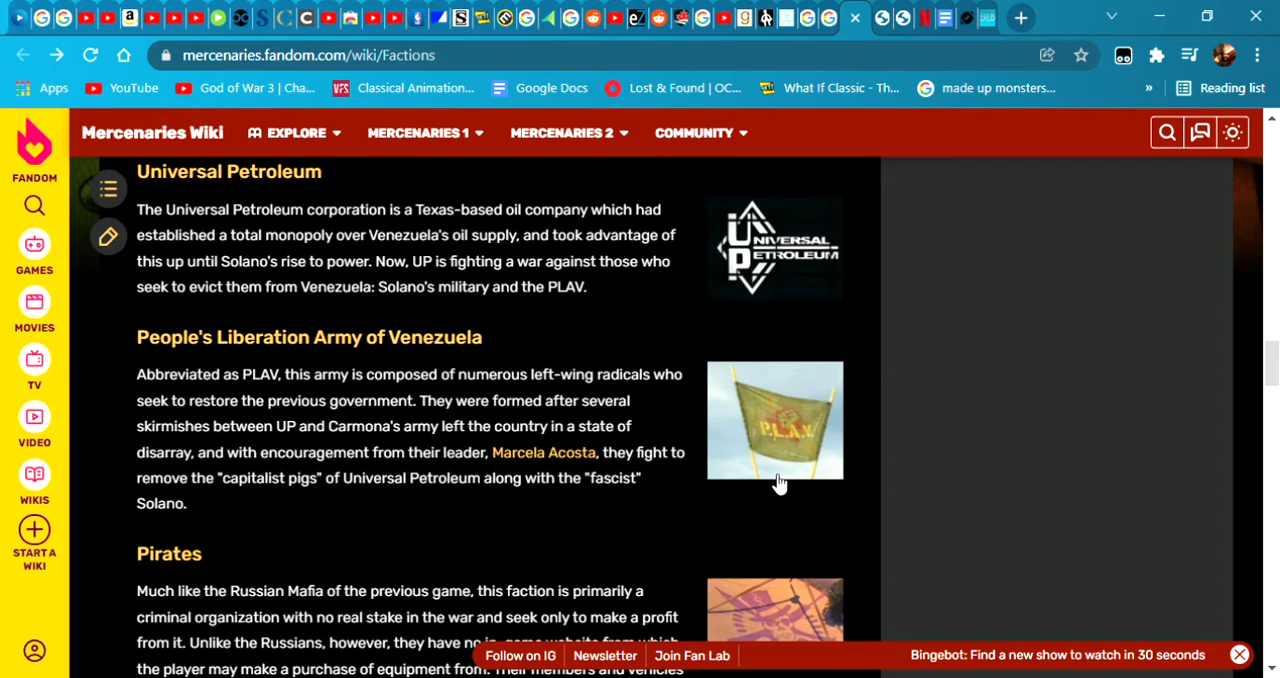 mercenaries.fandom.com/wiki/Factions
Apps YouTube God of War 3 | Cha... VFS Classical Animation... Google Docs Lost & Found | OC... What If Classic - Th... made up monsters... » Reading list
FANDOM
GAMES
MOVIES
TV
VIDEO
WIKIS
START A
WIKI
Mercenaries Wiki EXPLORE MERCENARIES 1 MERCENARIES 2 COMMUNITY
Universal Petroleum
The Universal Petroleum corporation is a Texas-based oil company which had
established a total monopoly over Venezuela's oil supply, and took advantage of
this up until Solano's rise to power. Now, UP is fighting a war against those who
seek to evict them from Venezuela: Solano's military and the PLAV.
UNIVERSAL
PETROLEUM
People's Liberation Army of Venezuela
Abbreviated as PLAV, this army is composed of numerous left-wing radicals who
seek to restore the previous government. They were formed after several
skirmishes between UP and Carmona's army left the country in a state of
disarray, and with encouragement from their leader, Marcela Acosta, they fight to
remove the "capitalist pigs" of Universal Petroleum along with the "fascist"
Solano.
P.L.A.V.
Pirates
Much like the Russian Mafia of the previous game, this faction is primarily a
criminal organization with no real stake in the war and seek only to make a profit
from it. Unlike the Russians, however, they have no in-game website from which
the player may make a purchase of equipment from. Their members and vehicles
Follow on IG Newsletter Join Fan Lab Bingebot: Find a new show to watch in 30 seconds